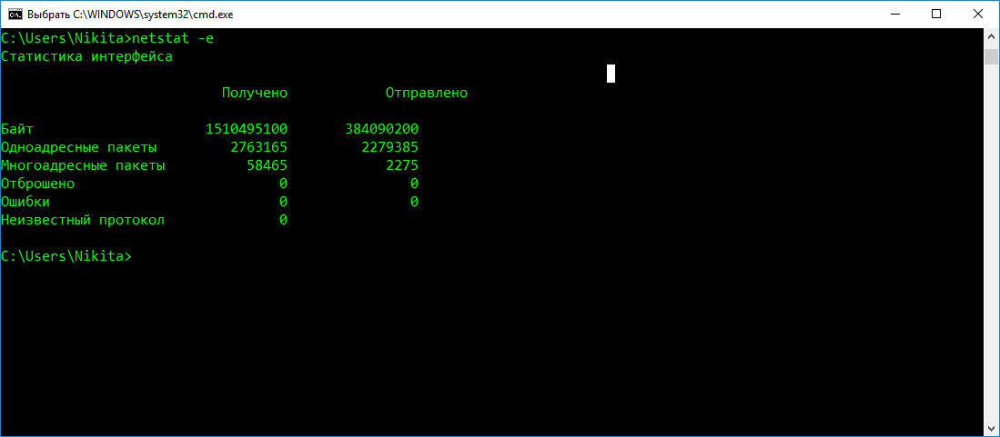 Выбрать C:\WINDOWS\system32\cmd.exe
C:\Users\Nikita>netstat -e
Статистика интерфейса
Получено Отправлено
Байт 1510495100 384090200
Одноадресные пакеты 2763165 2279385
Многоадресные пакеты 58465 2275
Отброшено 0 0
Ошибки 0 0
Неизвестный протокол 0
C:\Users\Nikita>